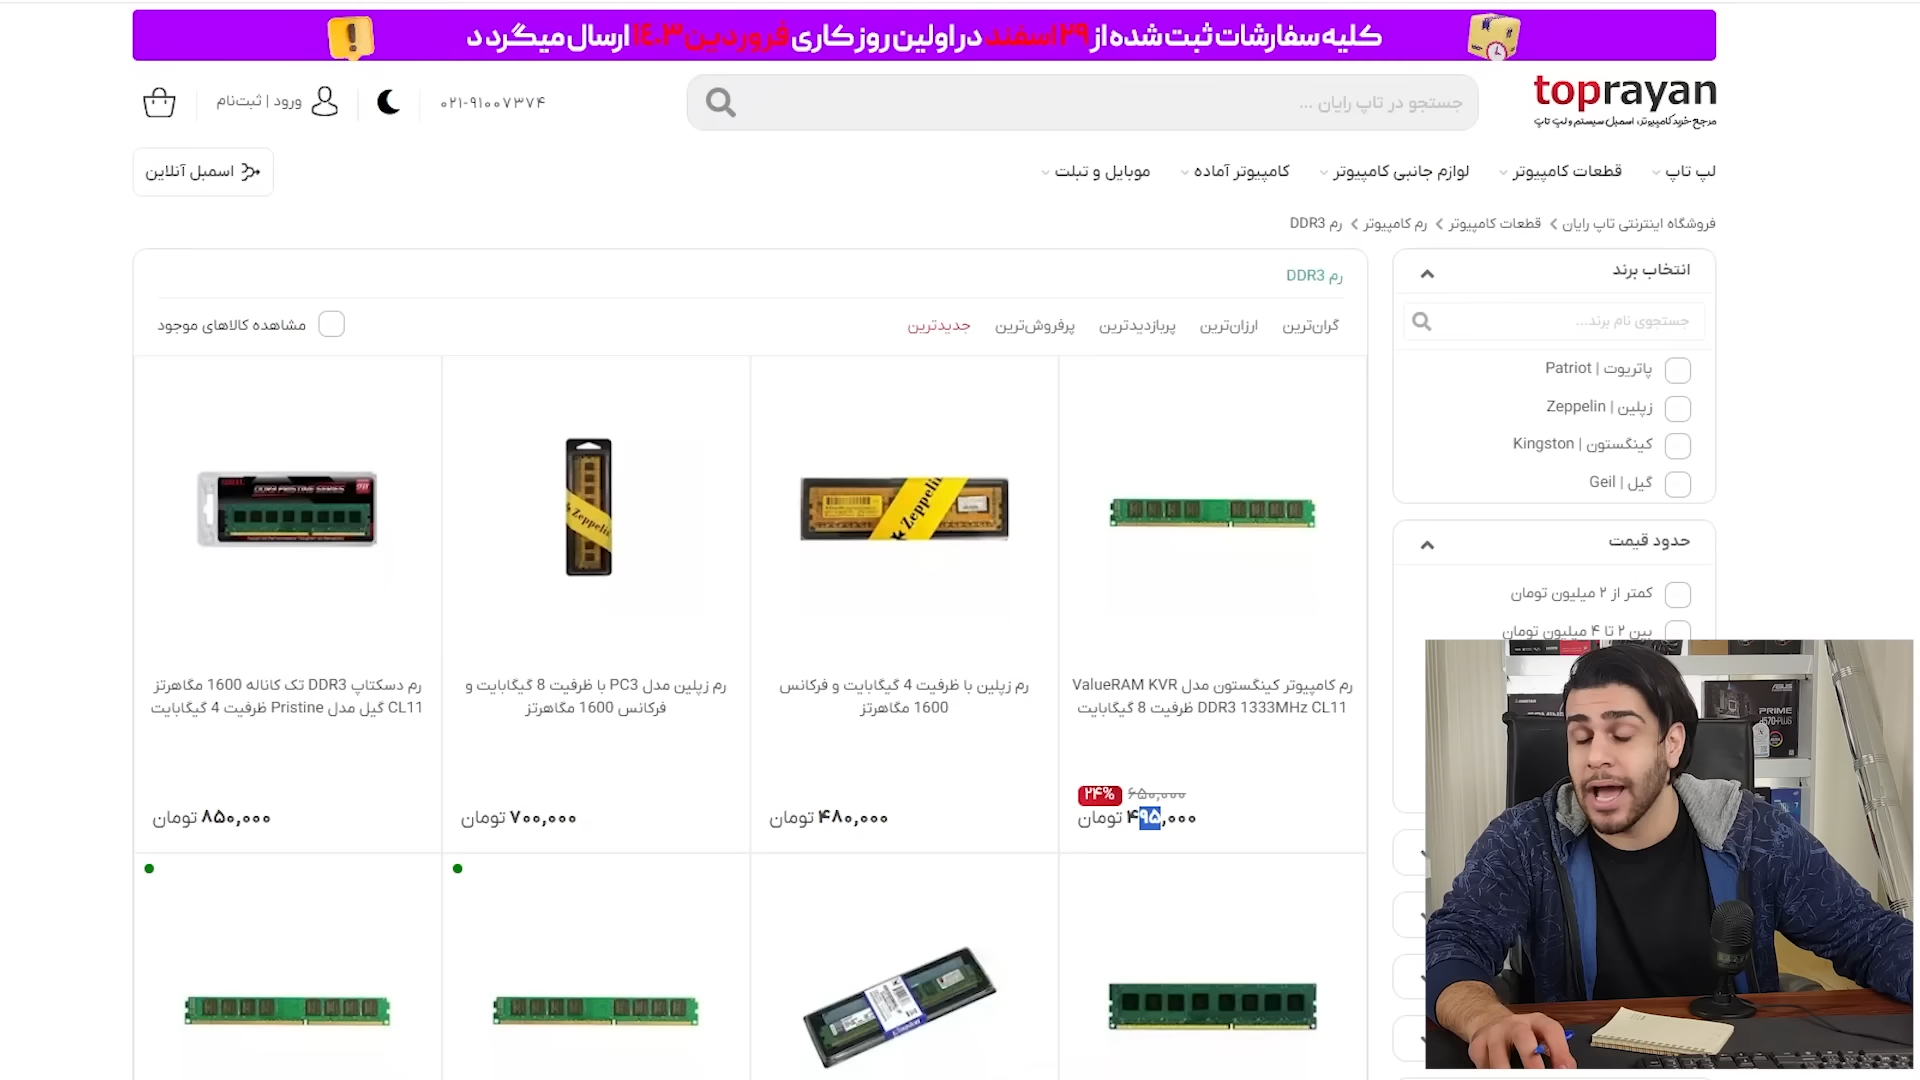 کلیه سفارشات ثبت شده از ۲۹ اسفند در اولین روز کاری فروردین ۱۴۰۳ ارسال میگردد
toprayan
مرجع خرید کامپیوتر، اسمبل سیستم و لپ تاپ
جستجو در تاپ رایان ...
۰۲۱-۹۱۰۰۷۳۷۴
ورود | ثبت‌نام
لپ تاپ
قطعات کامپیوتر
لوازم جانبی کامپیوتر
کامپیوتر آماده
موبایل و تبلت
اسمبل آنلاین
فروشگاه اینترنتی تاپ رایان
قطعات کامپیوتر
رم کامپیوتر
رم DDR3
انتخاب برند
جستجوی نام برند...
پاتریوت | Patriot
زپلین | Zeppelin
کینگستون | Kingston
گیل | Geil
حدود قیمت
کمتر از ۲ میلیون تومان
بین ۲ تا ۴ میلیون تومان
رم DDR3
گران‌ترین
ارزان‌ترین
پربازدیدترین
پرفروش‌ترین
جدیدترین
مشاهده کالاهای موجود
رم کامپیوتر کینگستون مدل ValueRAM KVR
DDR3 1333MHz CL11 ظرفیت 8 گیگابایت
۶۵۰,۰۰۰
۲۴%
۴۹۵,۰۰۰ تومان
Zeppelin
رم زپلین با ظرفیت 4 گیگابایت و فرکانس
1600 مگاهرتز
۴۸۰,۰۰۰ تومان
Zeppelin
رم زپلین مدل PC3 با ظرفیت 8 گیگابایت و
فرکانس 1600 مگاهرتز
۷۰۰,۰۰۰ تومان
DDR3 PRISTINE SERIES
رم دسکتاپ DDR3 تک کاناله 1600 مگاهرتز
CL11 گیل مدل Pristine ظرفیت 4 گیگابایت
۸۵۰,۰۰۰ تومان
ASUS
PRIME